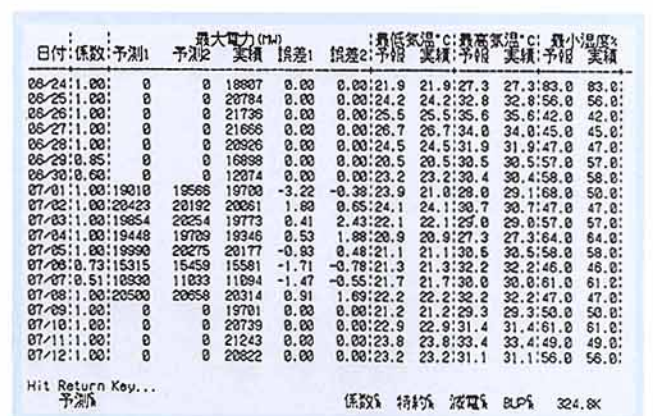 最大電力(MW) 最低気温°C 最高気温°C 最小湿度%
日付 係数 予測1 予測2 実績 誤差1 誤差2 予報 実績 予報 実績 予報 実績
06/24 1.00 0 0 18807 0.00 0.00 21.9 21.9 27.3 27.3 83.0 83.0
06/25 1.00 0 0 20784 0.00 0.00 24.2 24.2 32.8 32.8 56.0 56.0
06/26 1.00 0 0 21736 0.00 0.00 25.5 25.5 35.6 35.6 42.0 42.0
06/27 1.00 0 0 21666 0.00 0.00 26.7 26.7 34.0 34.0 45.0 45.0
06/28 1.00 0 0 20926 0.00 0.00 24.5 24.5 31.9 31.9 47.0 47.0
06/29 0.85 0 0 16898 0.00 0.00 20.5 20.5 30.5 30.5 57.0 57.0
06/30 0.60 0 0 12074 0.00 0.00 23.2 23.2 30.4 30.4 58.0 58.0
07/01 1.00 19010 19566 19700 -3.22 -0.38 23.9 21.0 28.0 29.1 68.0 50.0
07/02 1.00 20423 20192 20061 1.80 0.65 24.1 24.1 30.7 30.7 47.0 47.0
07/03 1.00 19854 20254 19773 0.41 2.43 22.1 22.1 29.0 29.0 57.0 57.0
07/04 1.00 19448 19709 19346 0.53 1.88 20.9 20.9 27.3 27.3 64.0 64.0
07/05 1.00 19990 20275 20177 -0.93 0.48 21.1 21.1 30.5 30.5 58.0 58.0
07/06 0.73 15315 15459 15581 -1.71 -0.78 21.3 21.3 32.2 32.2 46.0 46.0
07/07 0.51 10930 11033 11094 -1.47 -0.55 21.7 21.7 30.0 30.0 61.0 61.0
07/08 1.00 20500 20658 20314 0.91 1.69 22.2 22.2 32.2 32.2 47.0 47.0
07/09 1.00 0 0 19701 0.00 0.00 21.2 21.2 29.3 29.3 50.0 50.0
07/10 1.00 0 0 20739 0.00 0.00 22.9 22.9 31.4 31.4 61.0 61.0
07/11 1.00 0 0 21243 0.00 0.00 23.8 23.8 33.4 33.4 49.0 49.0
07/12 1.00 0 0 20822 0.00 0.00 23.2 23.2 31.1 31.1 56.0 56.0
Hit Return Key...
予測 係数 特約 減電 BLP 324.8K